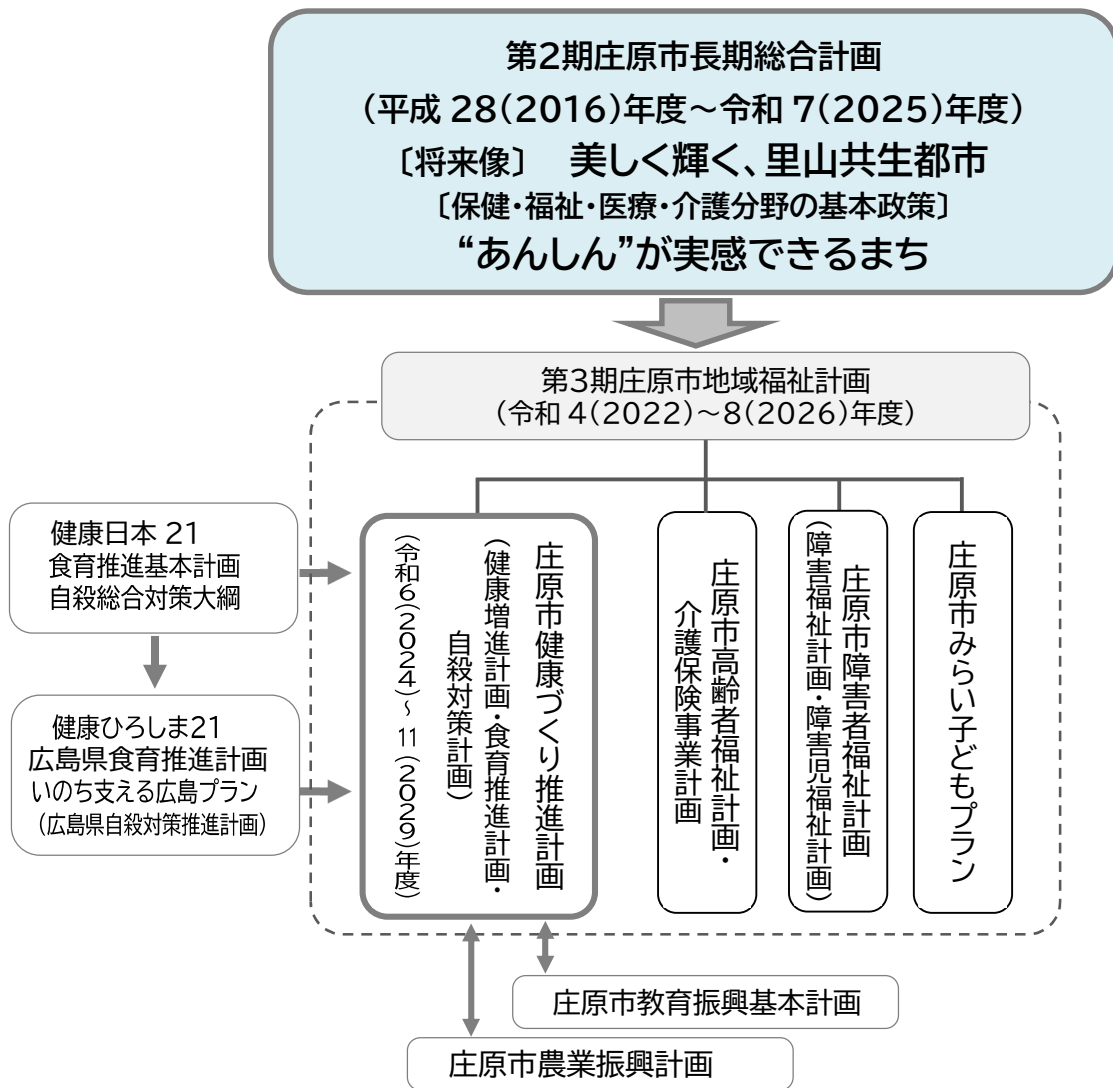 第2期庄原市長期総合計画
(平成 28(2016)年度～令和 7(2025)年度)
〔将来像〕 美しく輝く、里山共生都市
〔保健・福祉・医療・介護分野の基本政策〕
“あんしん”が実感できるまち
第3期庄原市地域福祉計画
(令和 4(2022)～8(2026)年度)
健康日本 21
食育推進基本計画
自殺総合対策大綱
健康ひろしま21
広島県食育推進計画
いのち支える広島プラン
(広島県自殺対策推進計画)
庄原市健康づくり推進計画
(健康増進計画・食育推進計画・
自殺対策計画)
(令和6(2024)～11(2029)年度)
庄原市高齢者福祉計画・
介護保険事業計画
庄原市障害者福祉計画
(障害福祉計画・障害児福祉計画)
庄原市みらい子どもプラン
庄原市教育振興基本計画
庄原市農業振興計画